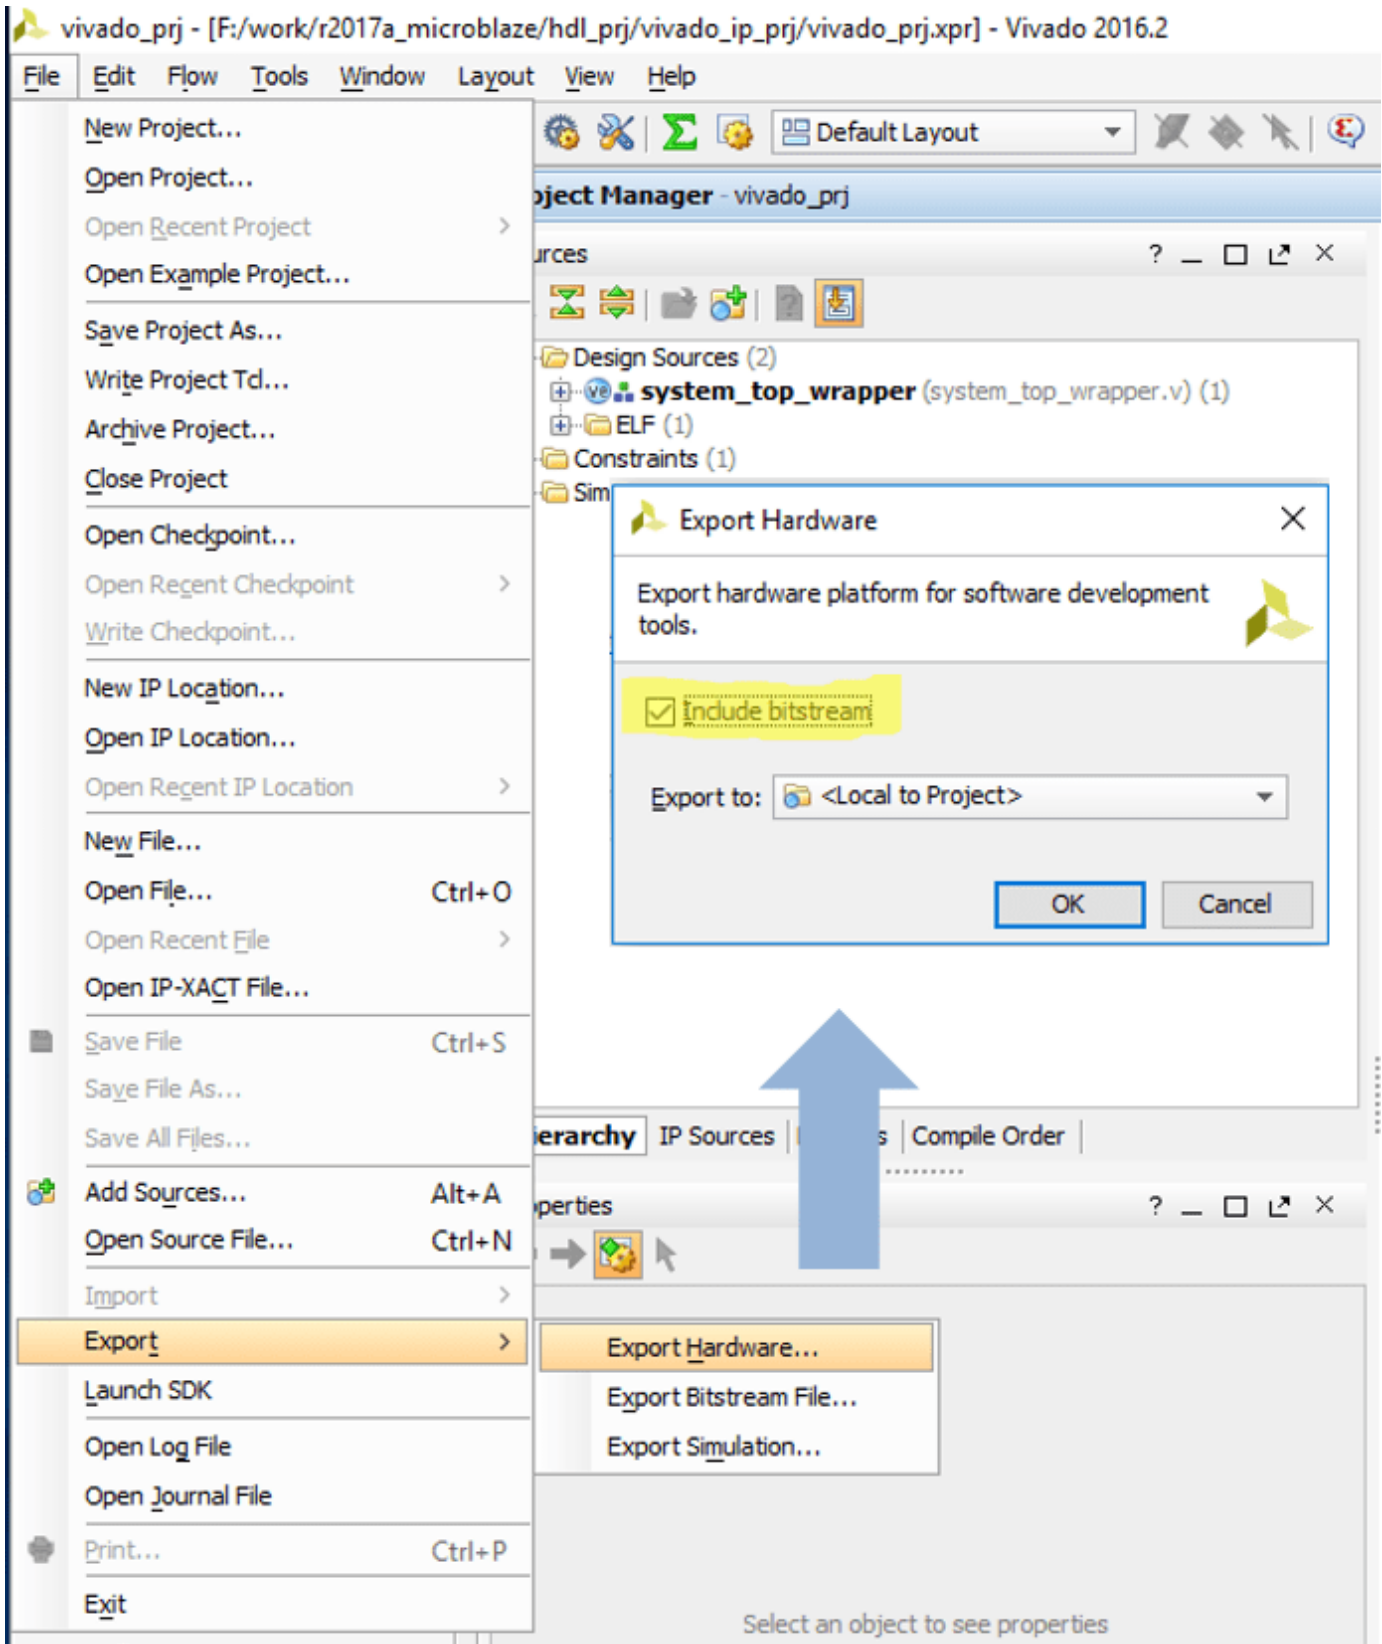 vivado_prj - [F:/work/r2017a_microblaze/hdl_prj/vivado_ip_prj/vivado_prj.xpr] - Vivado 2016.2
File Edit Flow Tools Window Layout View Help
New Project...
Open Project...
Open Recent Project
Open Example Project...
Save Project As...
Write Project Tcl...
Archive Project...
Close Project
Open Checkpoint...
Open Recent Checkpoint
Write Checkpoint...
New IP Location...
Open IP Location...
Open Recent IP Location
New File...
Open File... Ctrl+O
Open Recent File
Open IP-XACT File...
Save File Ctrl+S
Save File As...
Save All Files...
Add Sources... Alt+A
Open Source File... Ctrl+N
Import
Export
Launch SDK
Open Log File
Open Journal File
Print... Ctrl+P
Exit
Export Hardware...
Export Bitstream File...
Export Simulation...
Default Layout
oject Manager - vivado_prj
urces
Design Sources (2)
system_top_wrapper (system_top_wrapper.v) (1)
ELF (1)
Constraints (1)
Sim
Export Hardware
Export hardware platform for software development
tools.
Include bitstream
Export to: <Local to Project>
OK Cancel
erarchy IP Sources s Compile Order
perties
Select an object to see properties